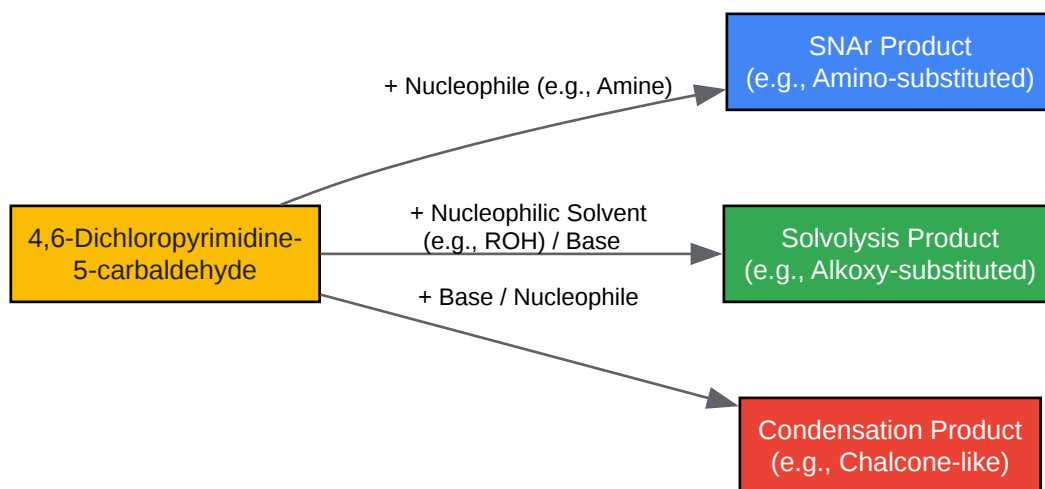 SNAr Product
(e.g., Amino-substituted)
+ Nucleophile (e.g., Amine)
4,6-Dichloropyrimidine-
5-carbaldehyde
+ Nucleophilic Solvent
(e.g., ROH) / Base
Solvolysis Product
(e.g., Alkoxy-substituted)
+ Base / Nucleophile
Condensation Product
(e.g., Chalcone-like)